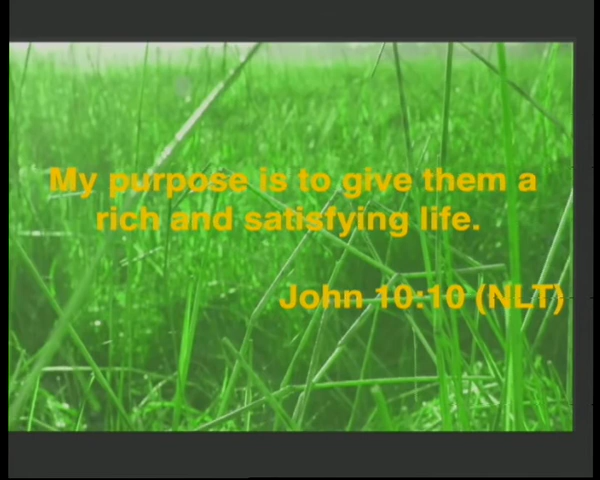 My purpose is to give them a
rich and satisfying life.
John 10:10 (NLT)